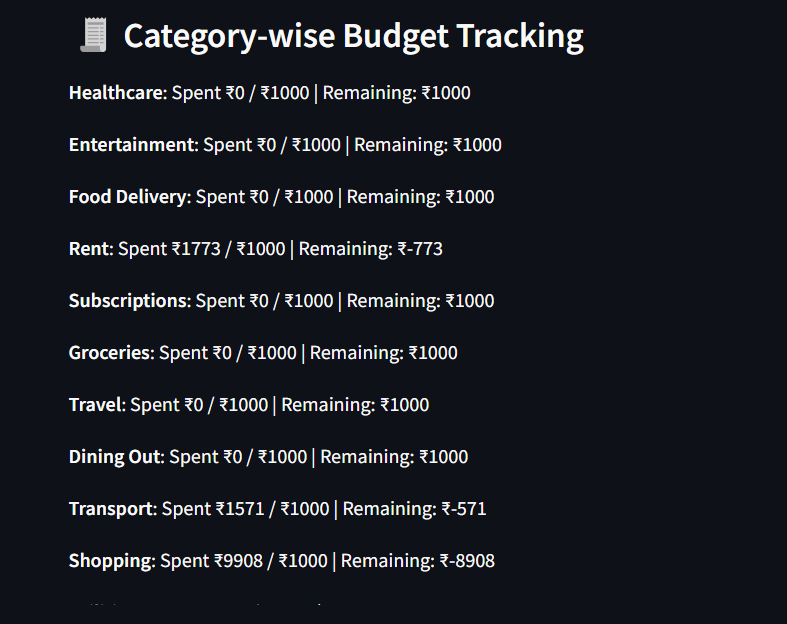 Category-wise Budget Tracking
Healthcare: Spent ₹0 / ₹1000 | Remaining: ₹1000
Entertainment: Spent ₹0 / ₹1000 | Remaining: ₹1000
Food Delivery: Spent ₹0 / ₹1000 | Remaining: ₹1000
Rent: Spent ₹1773 / ₹1000 | Remaining: ₹-773
Subscriptions: Spent ₹0 / ₹1000 | Remaining: ₹1000
Groceries: Spent ₹0 / ₹1000 | Remaining: ₹1000
Travel: Spent ₹0 / ₹1000 | Remaining: ₹1000
Dining Out: Spent ₹0 / ₹1000 | Remaining: ₹1000
Transport: Spent ₹1571 / ₹1000 | Remaining: ₹-571
Shopping: Spent ₹9908 / ₹1000 | Remaining: ₹-8908